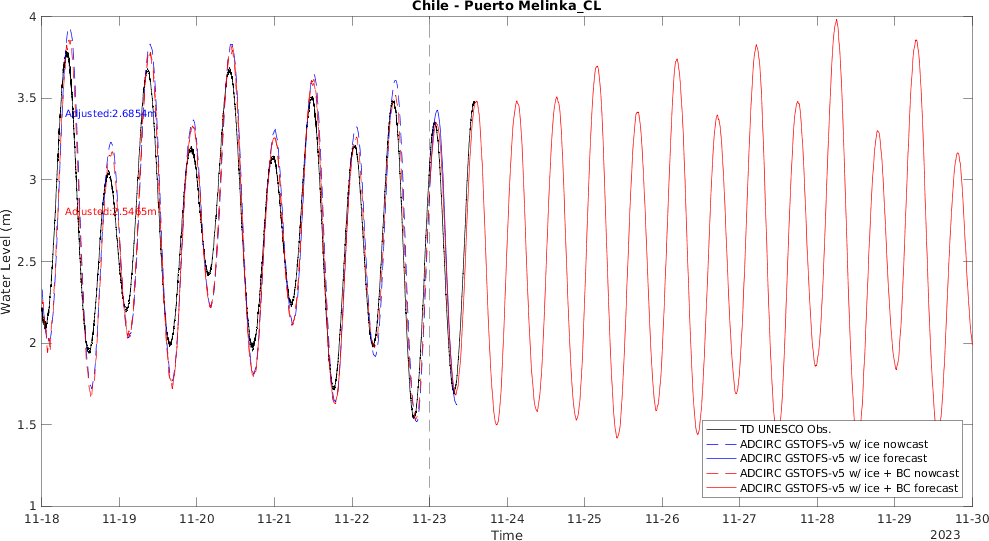 Chile - Puerto Melinka_CL
4
3.5
3
2.5
2
1.5
1
Water Level (m)
Adjusted:2.6854m
Adjusted:2.5465m
TD UNESCO Obs.
ADCIRC GSTOFS-v5 w/ ice nowcast
ADCIRC GSTOFS-v5 w/ ice forecast
ADCIRC GSTOFS-v5 w/ ice + BC nowcast
ADCIRC GSTOFS-v5 w/ ice + BC forecast
11-18 11-19 11-20 11-21 11-22 11-23 11-24 11-25 11-26 11-27 11-28 11-29 11-30
Time
2023